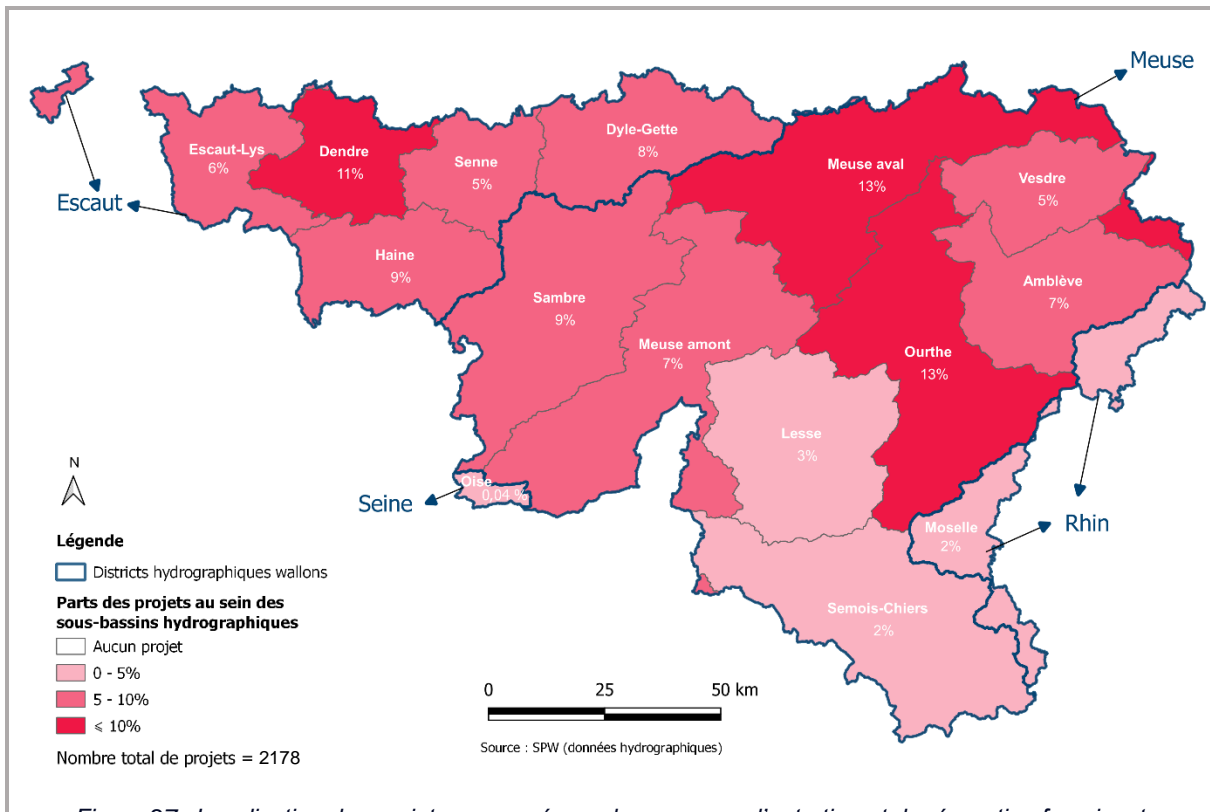 Meuse
Escaut-Lys
6%
Dendre
11%
Senne
5%
Dyle-Gette
8%
Meuse aval
13%
Vesdre
5%
Escaut
Haine
9%
Sambre
9%
Meuse amont
7%
Amblève
7%
Ourthe
13%
Lesse
3%
N
Oise
0,04 %
Seine
Moselle
2%
Rhin
Semois-Chiers
2%
Légende
Districts hydrographiques wallons
Parts des projets au sein des
sous-bassins hydrographiques
Aucun projet
0 - 5%
5 - 10%
⩽ 10%
Nombre total de projets = 2178
0 25 50 km
Source : SPW (données hydrographiques)